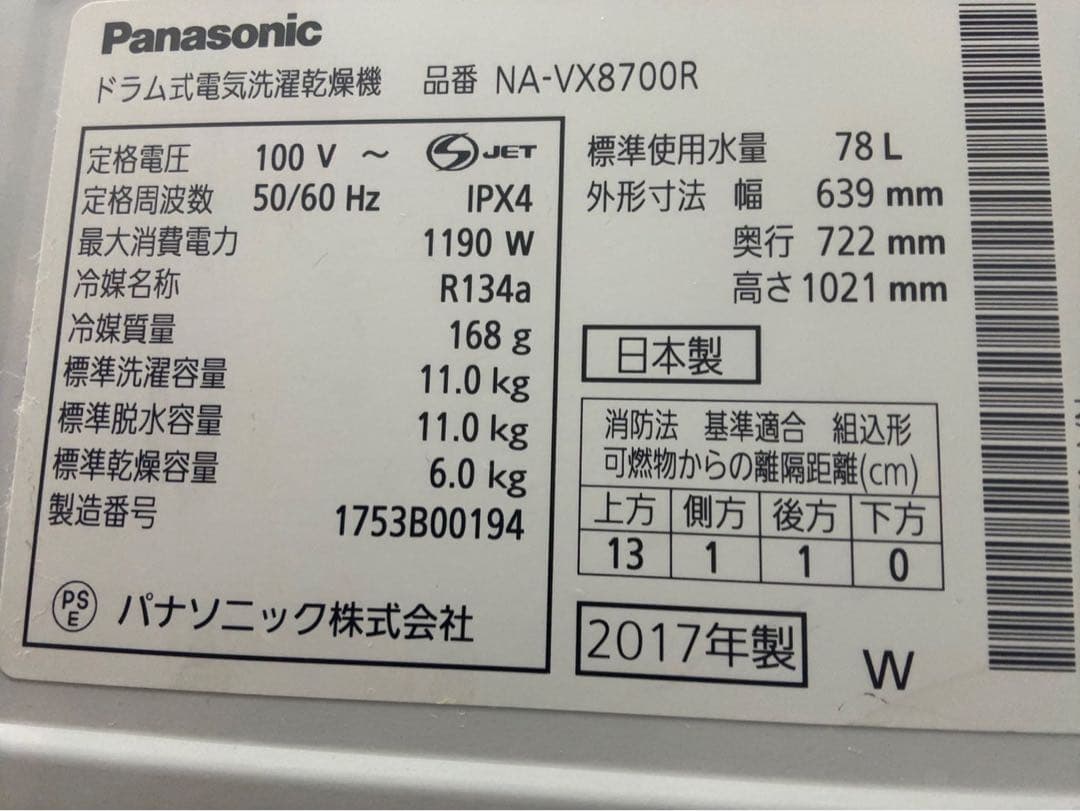 Panasonic
ドラム式電気洗濯乾燥機 品番 NA-VX8700R
定格電圧 100 V ～ S JET
定格周波数 50/60 Hz IPX4
最大消費電力 1190 W
冷媒名称 R134a
冷媒質量 168 g
標準洗濯容量 11.0 kg
標準脱水容量 11.0 kg
標準乾燥容量 6.0 kg
製造番号 1753B00194
PS E パナソニック株式会社
標準使用水量 78 L
外形寸法 幅 639 mm
奥行 722 mm
高さ 1021 mm
日本製
消防法 基準適合 組込形
可燃物からの離隔距離(cm)
上方 側方 後方 下方
13 1 1 0
2017年製 W